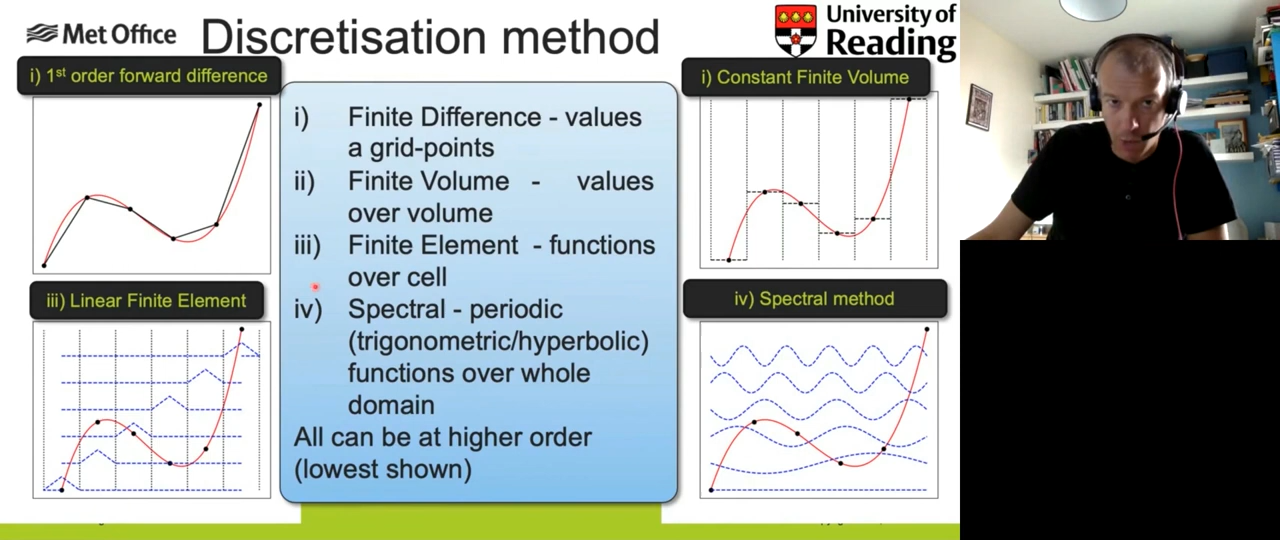 Met Office
Discretisation method
University of
Reading
i) 1st order forward difference
i) Finite Difference - values
a grid-points
ii) Finite Volume - values
over volume
iii) Finite Element - functions
over cell
iv) Spectral - periodic
(trigonometric/hyperbolic)
functions over whole
domain
All can be at higher order
(lowest shown)
i) Constant Finite Volume
iii) Linear Finite Element
iv) Spectral method